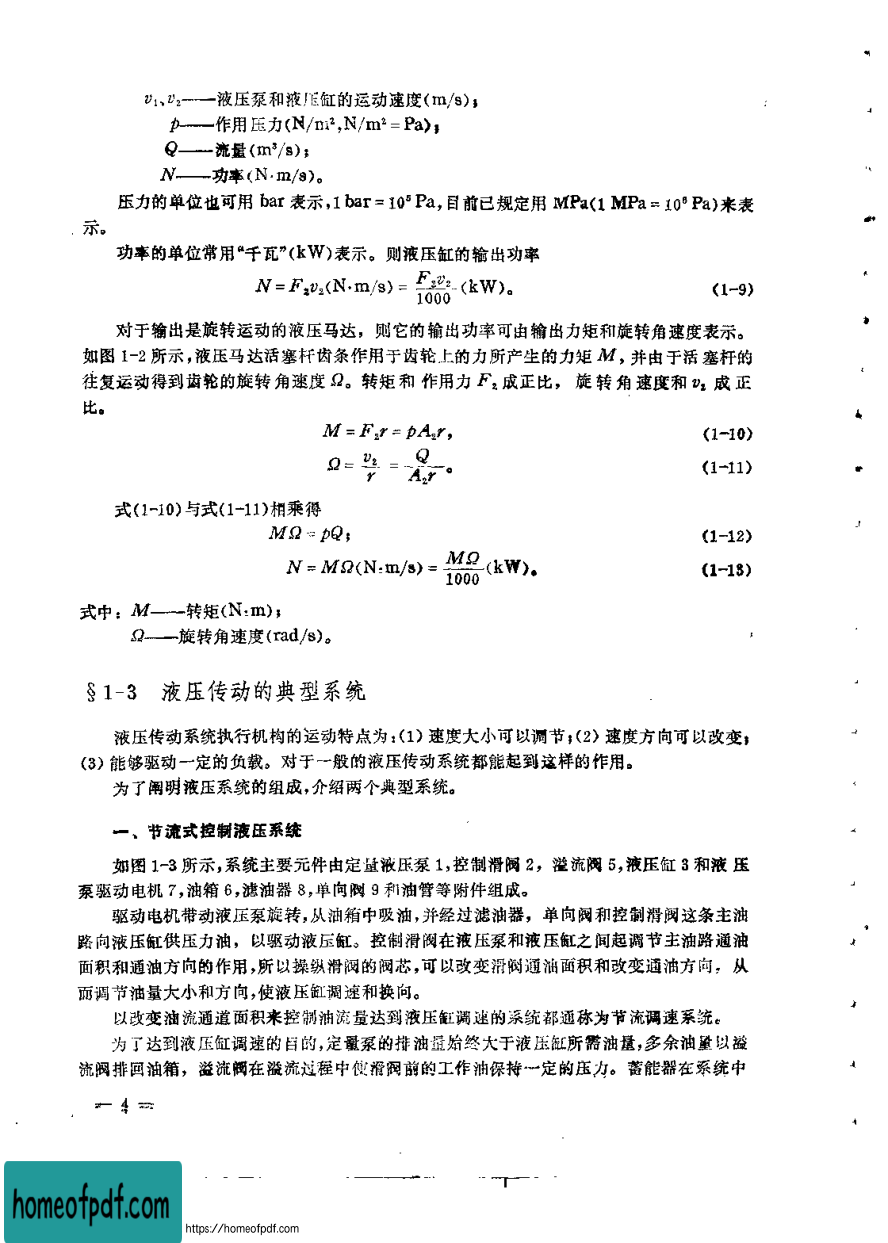 v₁、v₂——液压泵和液压缸的运动速度(m/s)；
p——作用压力(N/m²,N/m²=Pa)；
Q——流量(m³/s)；
N——功率(N·m/s)。
压力的单位也可用 bar 表示,1 bar=10⁵ Pa,目前已规定用 MPa(1 MPa=10⁶ Pa)来表
示。
功率的单位常用“千瓦”(kW)表示。则液压缸的输出功率
N=F₂v₂(N·m/s)=F₂v₂/1000(kW)。 (1-9)
对于输出是旋转运动的液压马达，则它的输出功率可由输出力矩和旋转角速度表示。
如图 1-2 所示,液压马达活塞杆齿条作用于齿轮上的力所产生的力矩 M，并由于活塞杆的
往复运动得到齿轮的旋转角速度 Ω。转矩和作用力 F₂ 成正比，旋转角速度和 v₂ 成正
比。
M=F₂r=pA₂r， (1-10)
Ω=v₂/r=Q/A₂r。 (1-11)
式(1-10)与式(1-11)相乘得
MΩ=pQ； (1-12)
N=MΩ(N·m/s)=MΩ/1000(kW)。 (1-13)
式中：M——转矩(N·m)；
Ω——旋转角速度(rad/s)。
§1-3 液压传动的典型系统
液压传动系统执行机构的运动特点为：(1)速度大小可以调节；(2)速度方向可以改变；
(3)能够驱动一定的负载。对于一般的液压传动系统都能起到这样的作用。
为了阐明液压系统的组成,介绍两个典型系统。
一、节流式控制液压系统
如图 1-3 所示,系统主要元件由定量液压泵 1,控制滑阀 2，溢流阀 5,液压缸 3 和液压
泵驱动电机 7,油箱 6,滤油器 8,单向阀 9 和油管等附件组成。
驱动电机带动液压泵旋转,从油箱中吸油,并经过滤油器，单向阀和控制滑阀这条主油
路向液压缸供压力油，以驱动液压缸。控制滑阀在液压泵和液压缸之间起调节主油路通油
面积和通油方向的作用,所以操纵滑阀的阀芯,可以改变滑阀通油面积和改变通油方向，从
而调节油量大小和方向,使液压缸调速和换向。
以改变油流通道面积来控制油流量达到液压缸调速的系统都通称为节流调速系统。
为了达到液压缸调速的目的,定量泵的排油量始终大于液压缸所需油量,多余油量以溢
流阀排回油箱，溢流阀在溢流过程中使滑阀前的工作油保持一定的压力。蓄能器在系统中
— 4 —
homeofpdf.com
https://homeofpdf.com